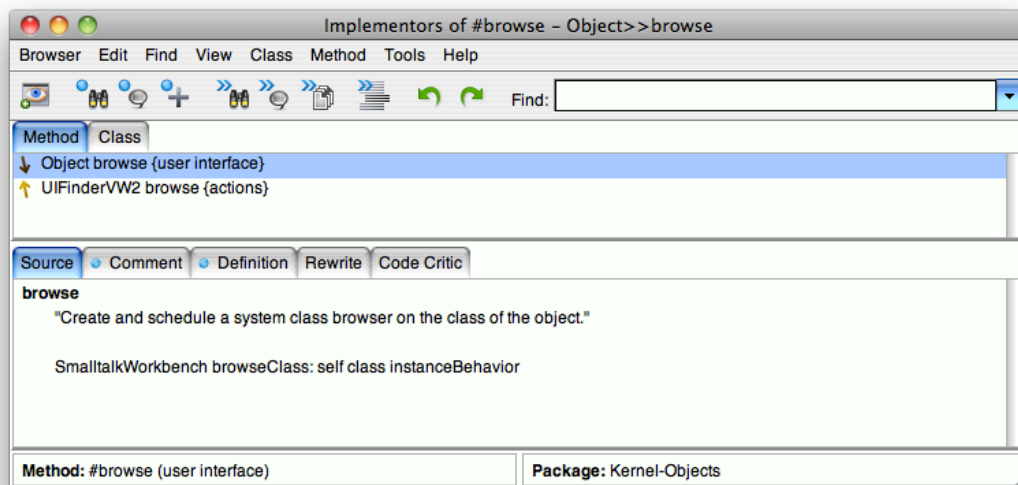 Implementors of #browse – Object>>browse
Browser Edit Find View Class Method Tools Help
Find:
Method Class
Object browse {user interface}
UIFinderVW2 browse {actions}
Source Comment Definition Rewrite Code Critic
browse
"Create and schedule a system class browser on the class of the object."
SmalltalkWorkbench browseClass: self class instanceBehavior
Method: #browse (user interface) Package: Kernel-Objects